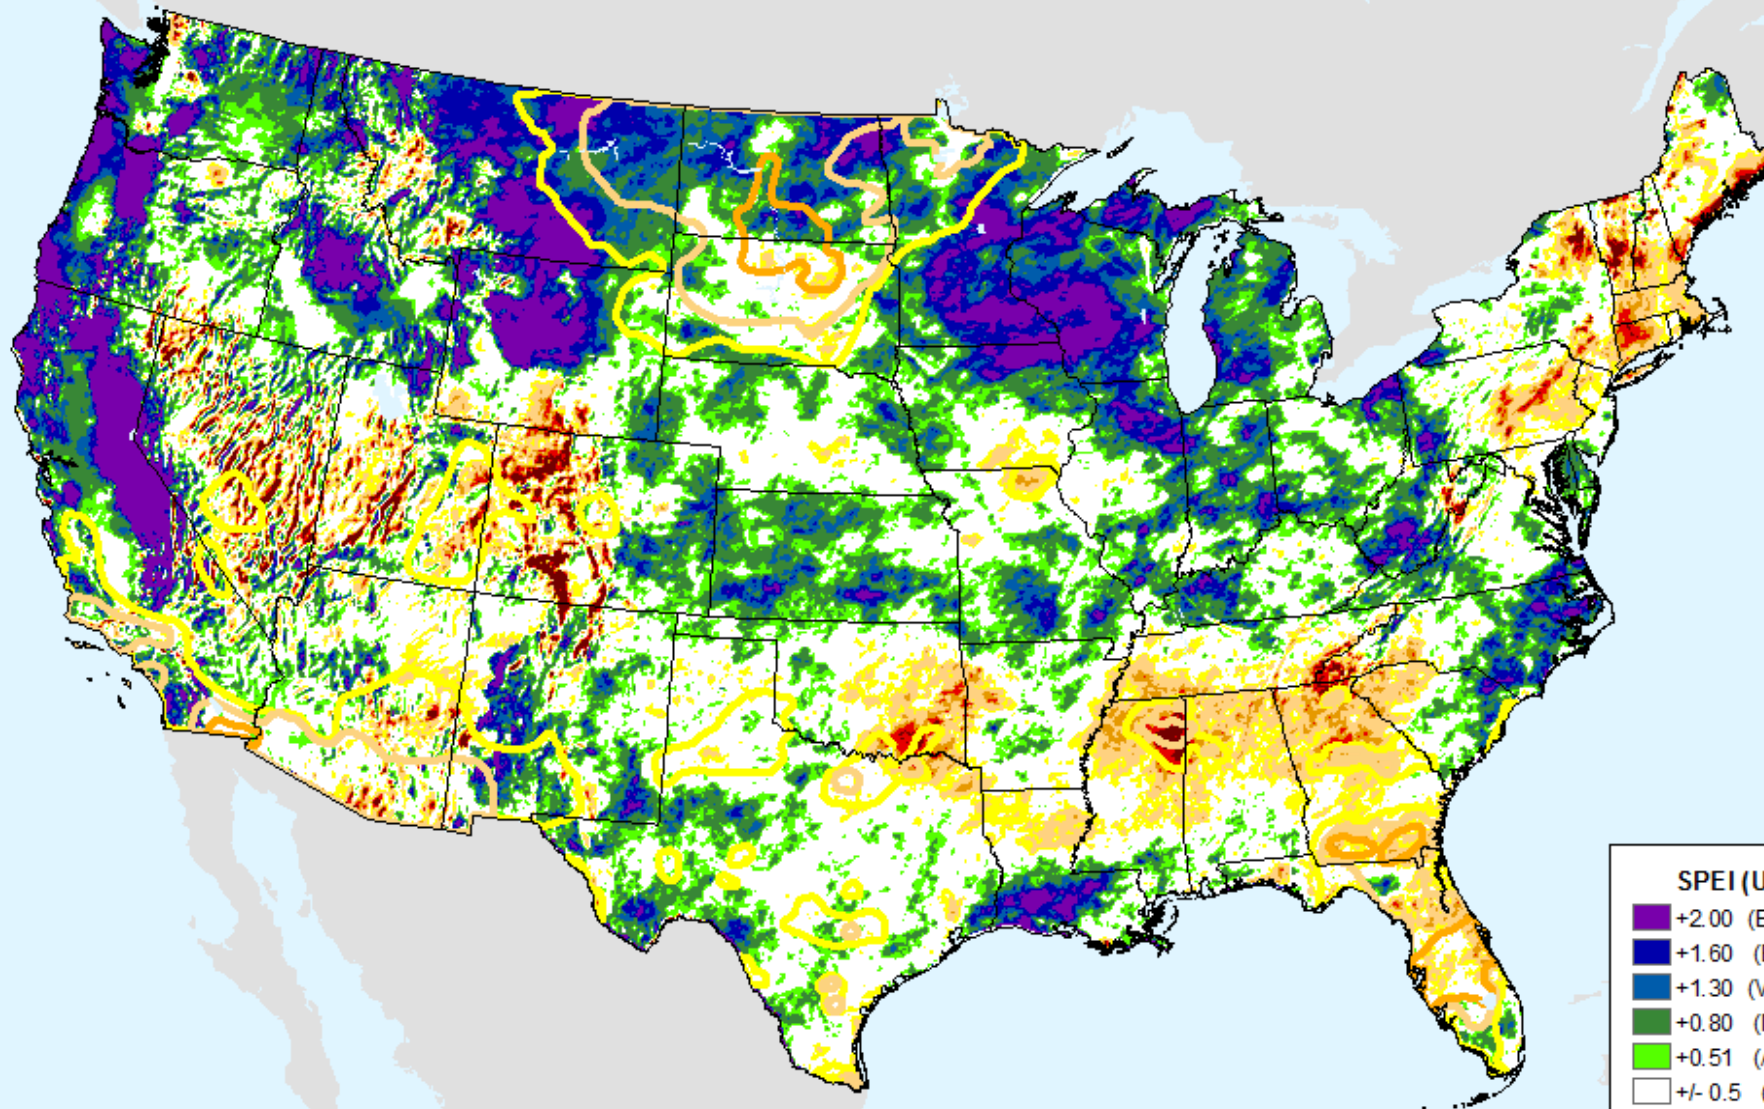 SPEI (U
+2.00 (E
+1.60 (
+1.30 (V
+0.80 (
+0.51 (
+/- 0.5 (